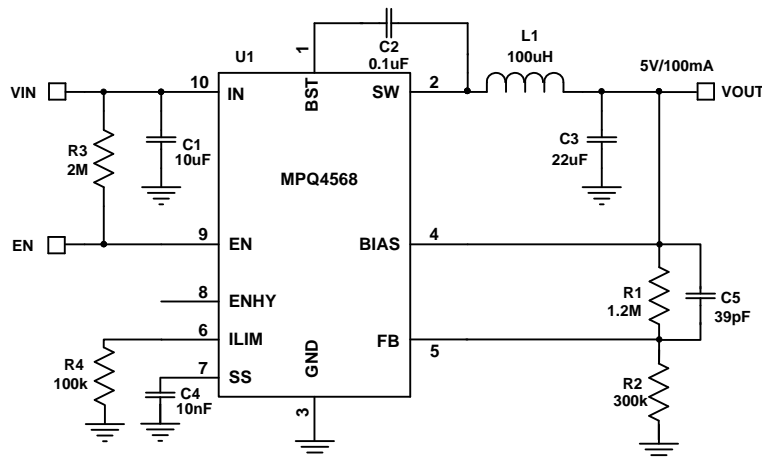 U1
1
C2
0.1uF
L1
100uH
5V/100mA
VIN
10
IN
BST
SW
2
VOUT
R3
2M
C1
10uF
C3
22uF
MPQ4568
EN
9
EN
BIAS
4
8
ENHY
R1
1.2M
C5
39pF
6
ILIM
FB
5
R4
100k
7
SS
GND
C4
10nF
3
R2
300k